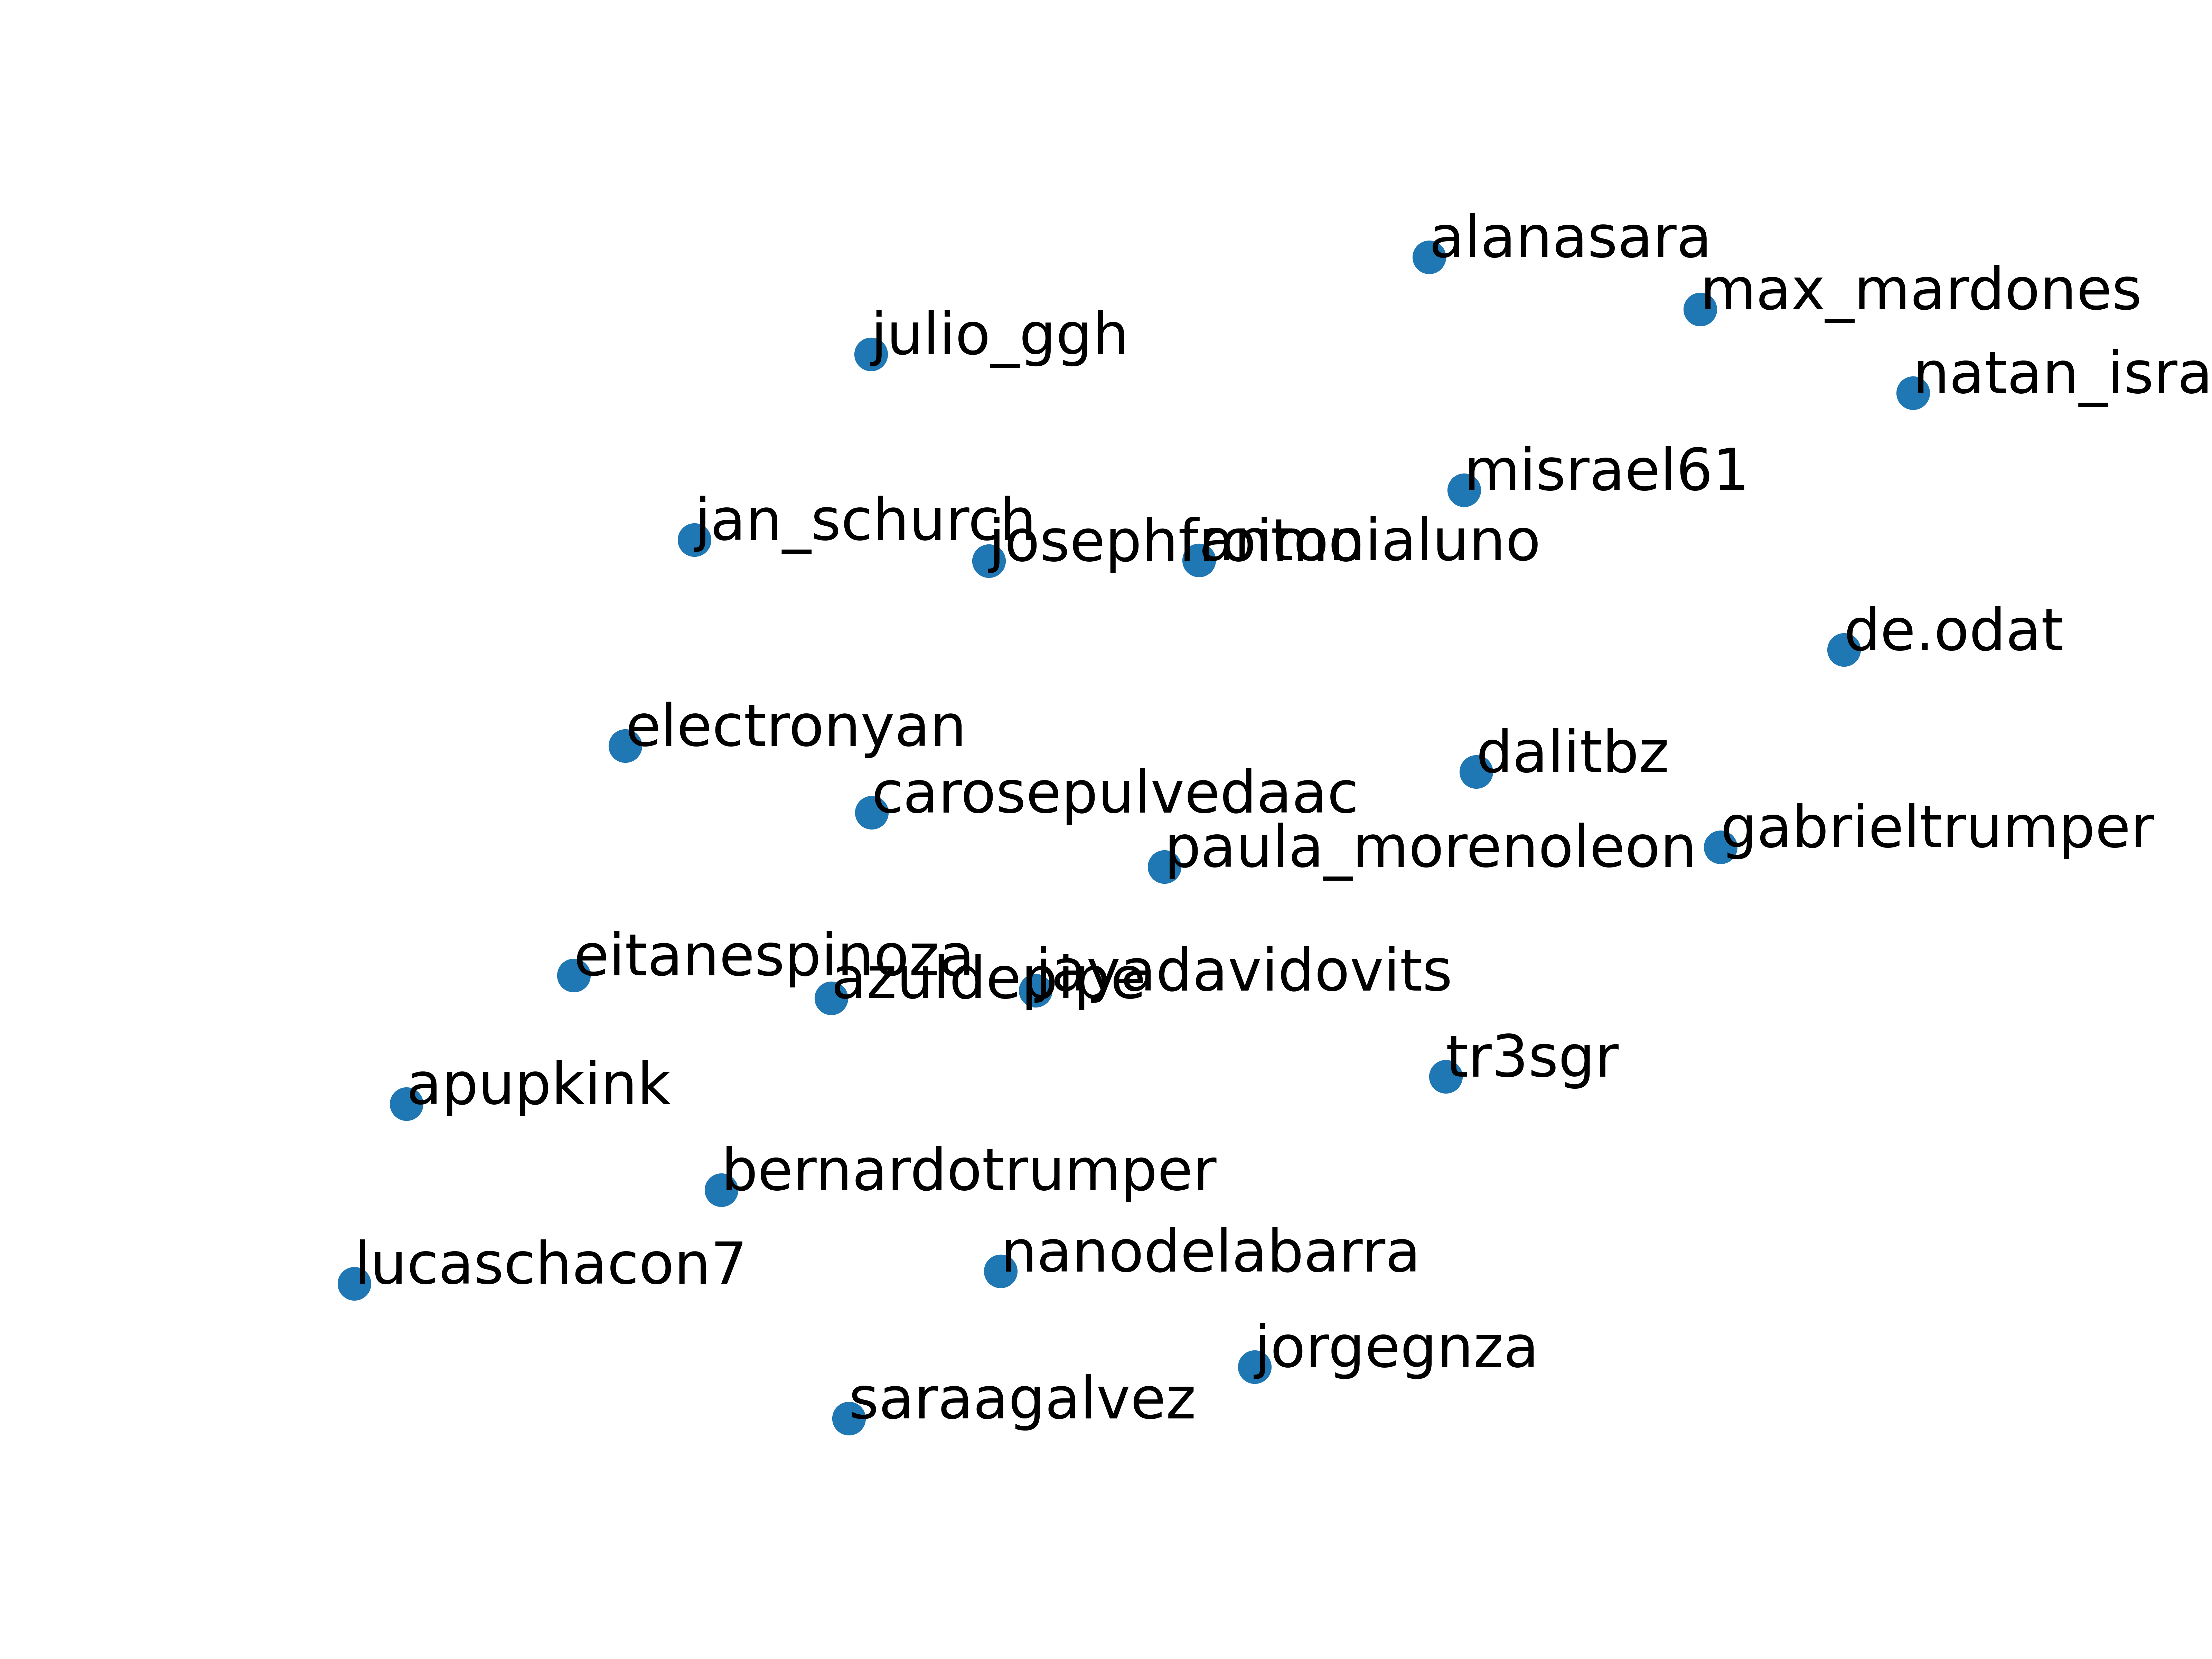 alanasara
max_mardones
julio_ggh
natan_isra
misrael61
jan_schurch
antonialuno
de.odat
electronyan
dalitbz
carosepulvedaac
gabrieltrumper
paula_morenoleon
eitanespinoza
azuldepipe
jayadavidovits
tr3sgr
apupkink
bernardotrumper
nanodelabarra
lucaschacon7
jorgegnza
saraagalvez